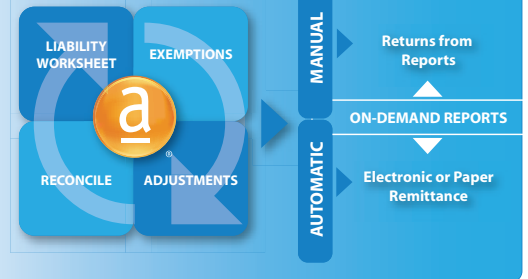 LIABILITY
WORKSHEET
EXEMPTIONS
a
®
RECONCILE
ADJUSTMENTS
MANUAL
AUTOMATIC
Returns from
Reports
ON-DEMAND REPORTS
Electronic or Paper
Remittance